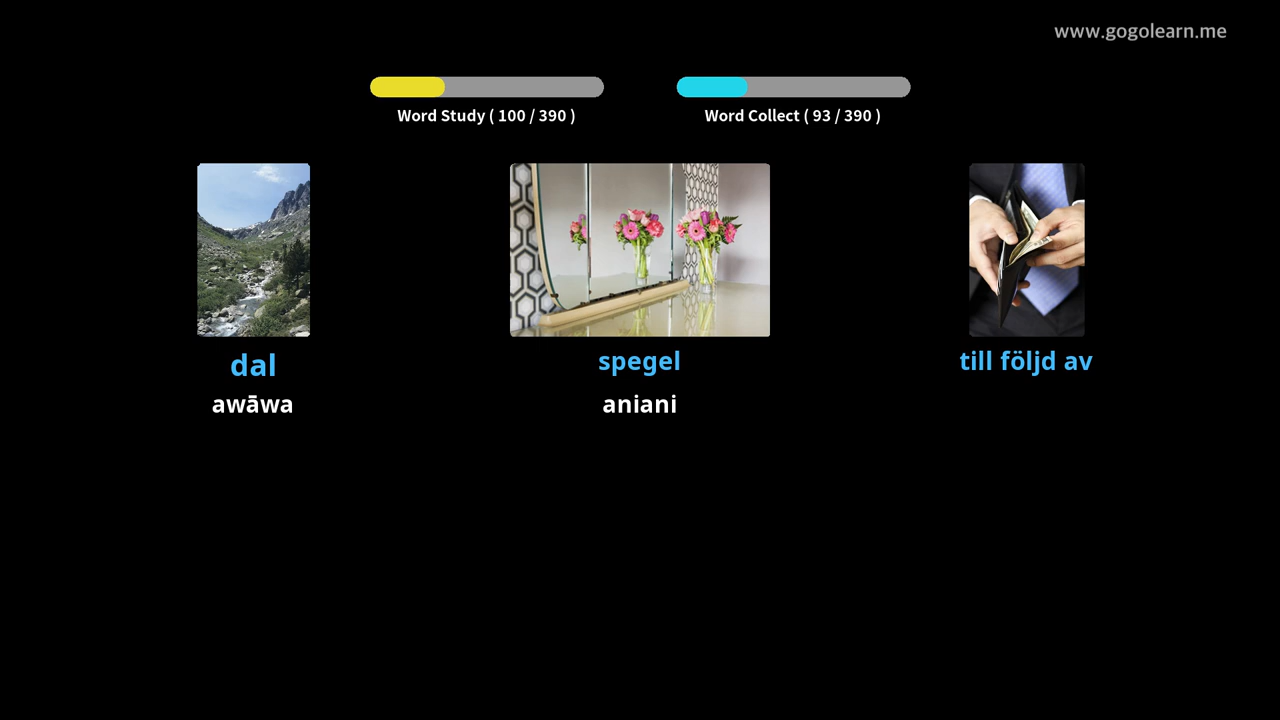 www.gogolearn.me
Word Study ( 100 / 390 )
Word Collect ( 93 / 390 )
dal
spegel
till följd av
awāwa
aniani